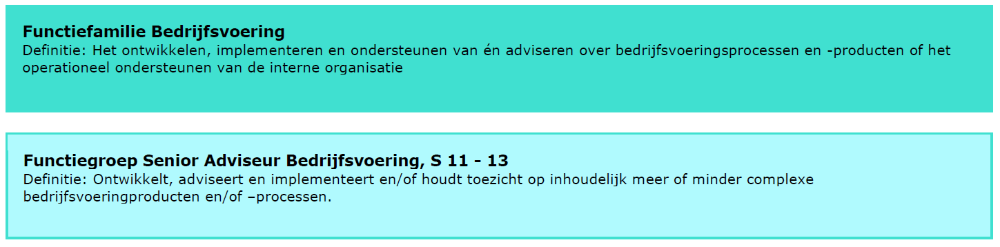 Functiefamilie Bedrijfsvoering
Definitie: Het ontwikkelen, implementeren en ondersteunen van én adviseren over bedrijfsvoeringsprocessen en -producten of het
operationeel ondersteunen van de interne organisatie
Functiegroep Senior Adviseur Bedrijfsvoering, S 11 - 13
Definitie: Ontwikkelt, adviseert en implementeert en/of houdt toezicht op inhoudelijk meer of minder complexe
bedrijfsvoeringproducten en/of –processen.